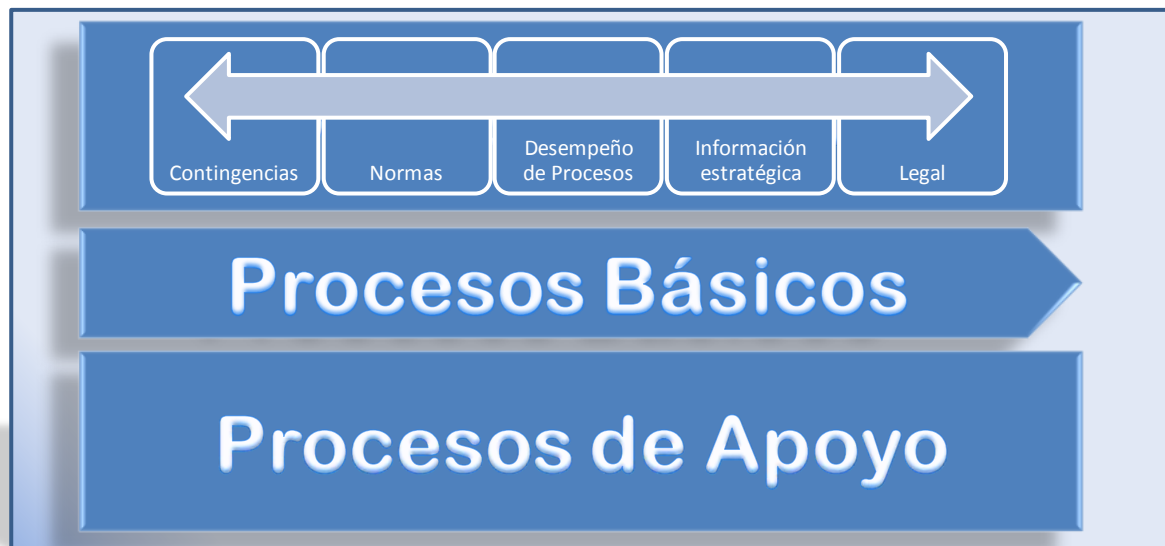 Contingencias
Normas
Desempeño
de Procesos
Información
estratégica
Legal
Procesos Básicos
Procesos de Apoyo